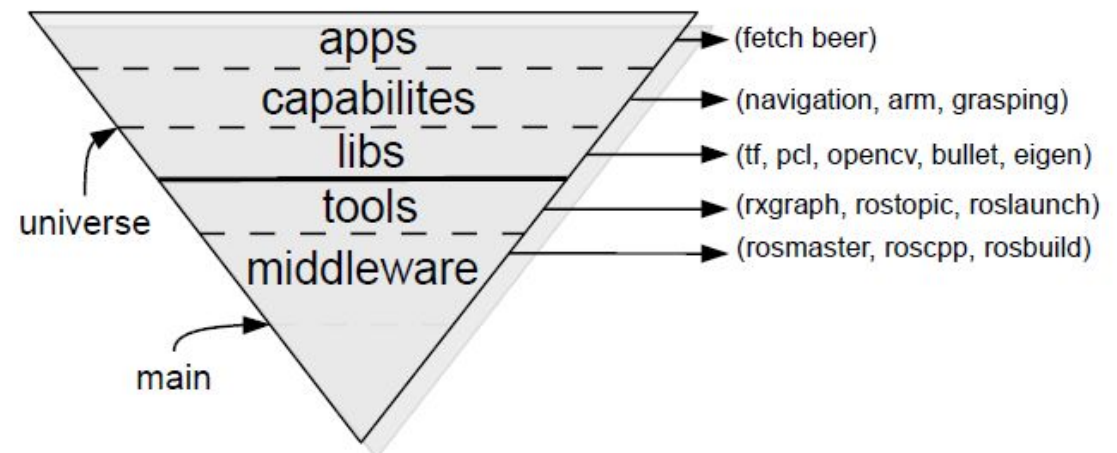 apps
(fetch beer)
capabilites
(navigation, arm, grasping)
libs
(tf, pcl, opencv, bullet, eigen)
universe
tools
(rxgraph, rostopic, roslaunch)
middleware
(rosmaster, roscpp, rosbuild)
main